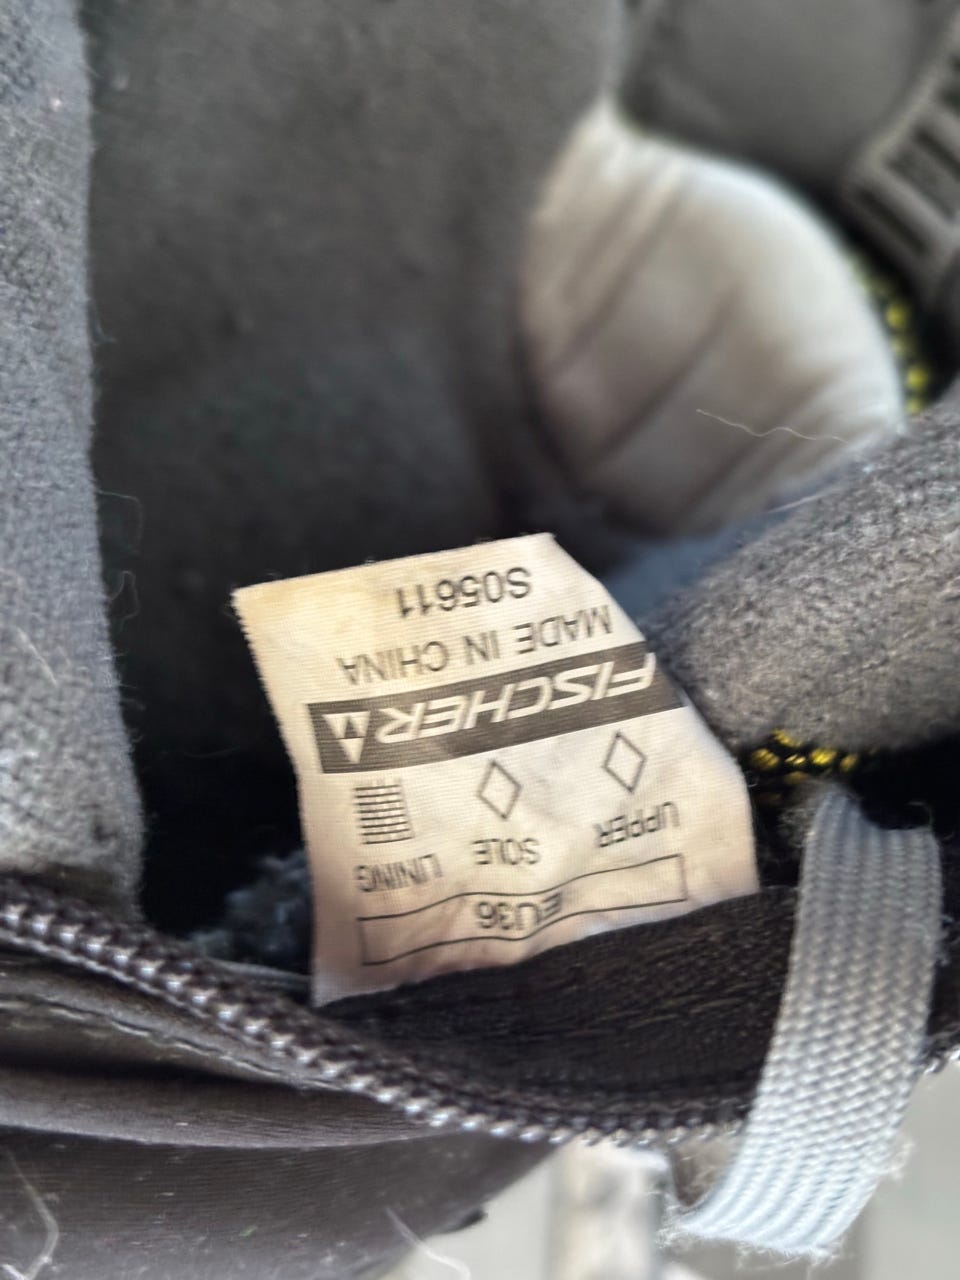 EU36
UPPER SOLE LINING
FISCHER
MADE IN CHINA
S05611